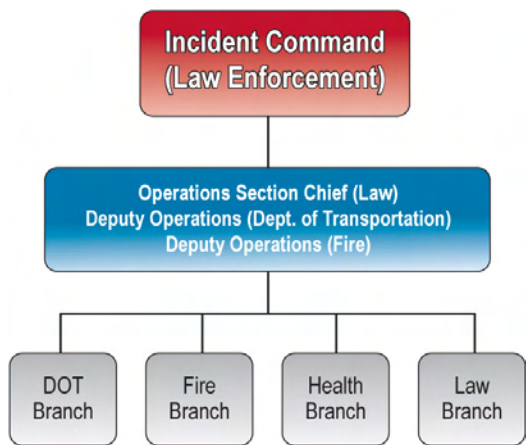 Incident Command
(Law Enforcement)
Operations Section Chief (Law)
Deputy Operations (Dept. of Transportation)
Deputy Operations (Fire)
DOT
Branch
Fire
Branch
Health
Branch
Law
Branch